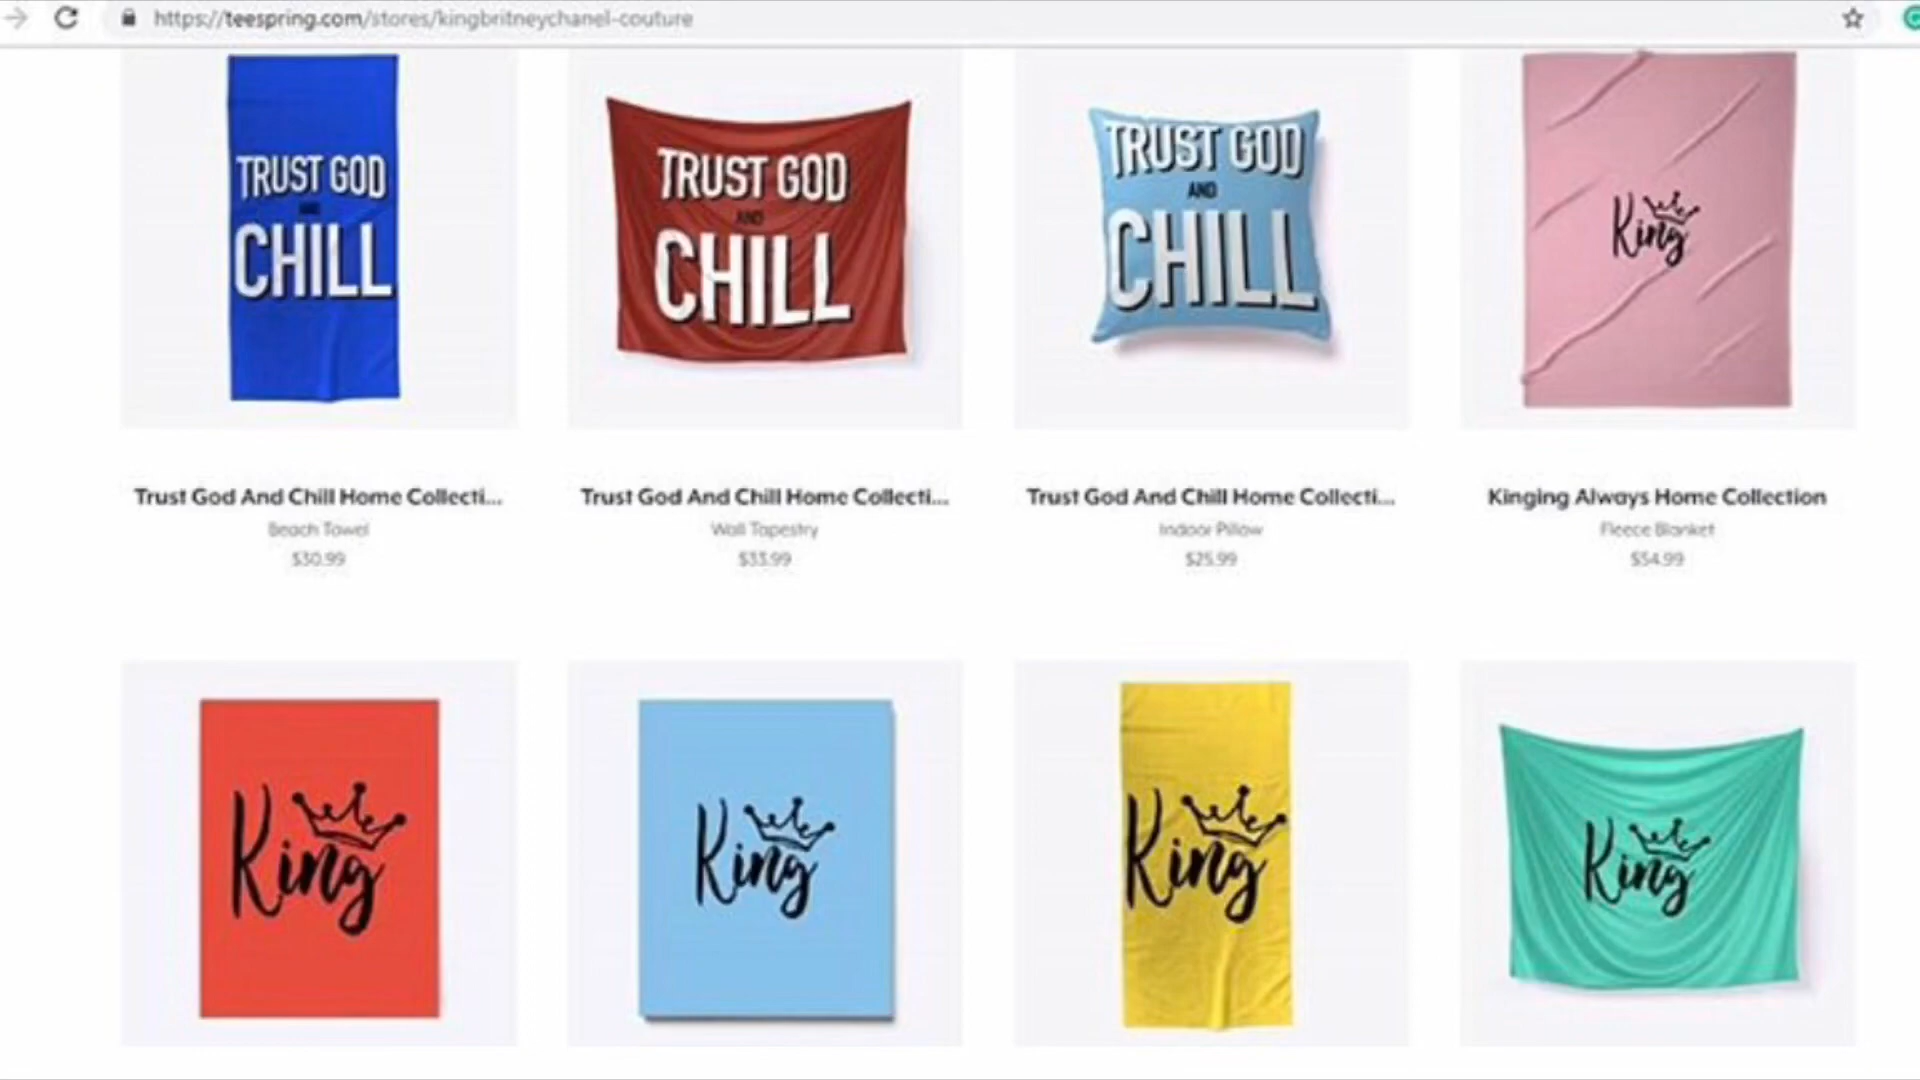 https://teespring.com/stores/kingbritneychanel-couture
TRUST GOD
AND
CHILL
TRUST GOD
AND
CHILL
TRUST GOD
AND
CHILL
King
Trust God And Chill Home Collecti...
Trust God And Chill Home Collecti...
Trust God And Chill Home Collecti...
Kinging Always Home Collection
Beach Towel
Wall Tapestry
Indoor Pillow
Fleece Blanket
$30.99
$33.99
$25.99
$54.99
King
King
King
King